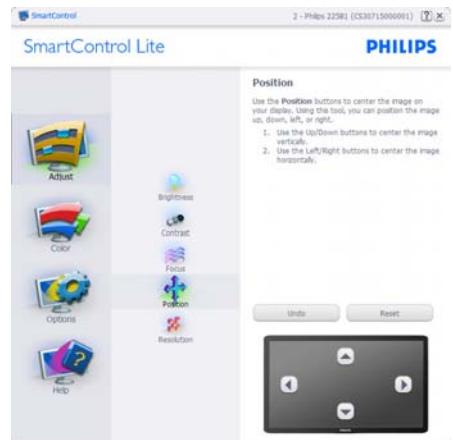 SmartControl
2 - Philips 225B1 (CS30715000001)
SmartControl Lite
PHILIPS
Adjust
Color
Options
Help
Brightness
Contrast
Focus
Position
Resolution
Position
Use the Position buttons to center the image on
your display. Using this tool, you can position the image
up, down, left, or right.
1. Use the Up/Down buttons to center the image
vertically.
2. Use the Left/Right buttons to center the image
horizontally.
Undo
Reset